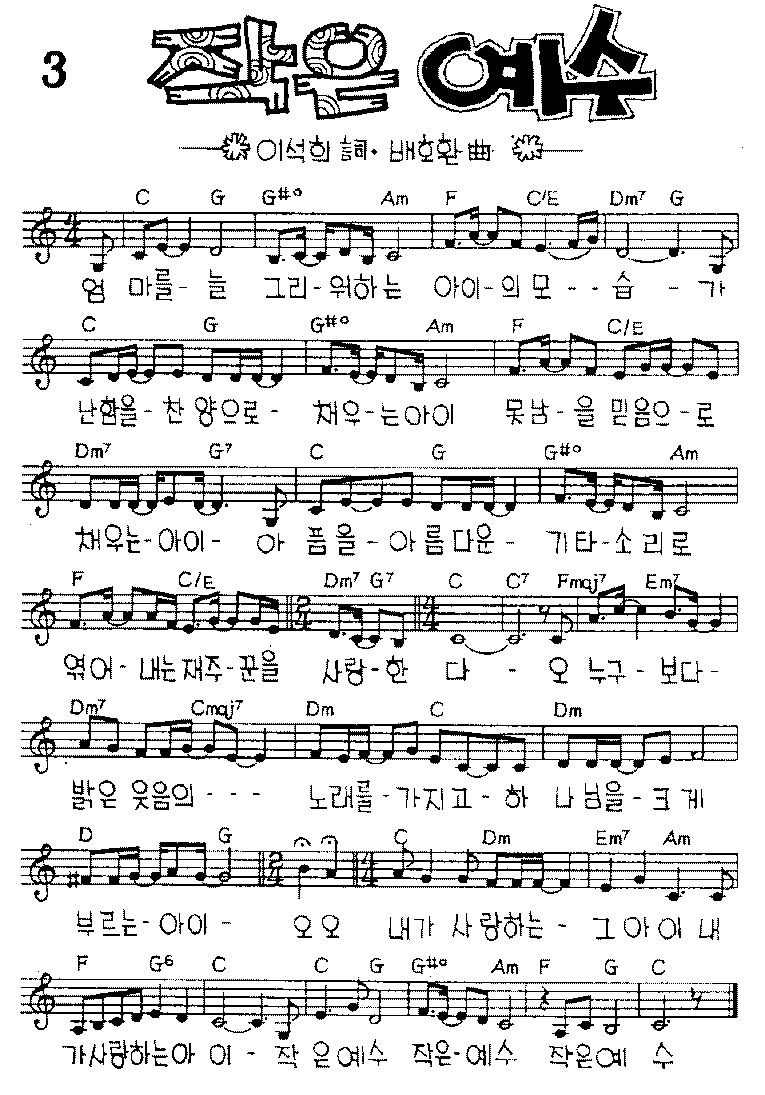 3
작은 예수
이석희 詞· 배호환 曲
C G G#° Am F C/E Dm7 G
엄 마를- 늘 그리-워하는 아이-의 모--- 습 - 가
C G G#° Am F C/E
난함을-찬 양으로- 채우-는아이 못남-을 믿음으-로
Dm7 G7 C G G#° Am
채우는-아이- 아 픔을-아름다운- 기타-소리로
F C/E Dm7 G7 C C7 Fmaj7 Em7
엮어-내는재주-꾼을 사랑-한 다 - 오 누구-보다-
Dm7 Cmaj7 Dm C Dm
밝은 웃음의--- 노래를-가지고-하 나님을-크게
D G C Dm Em7 Am
부르는-아이- 오오 내가 사랑하는- 그아이 내
F G6 C C G G#° Am F G C
가사랑하는아 이- 작 은예수 작은-예수 작은예 수